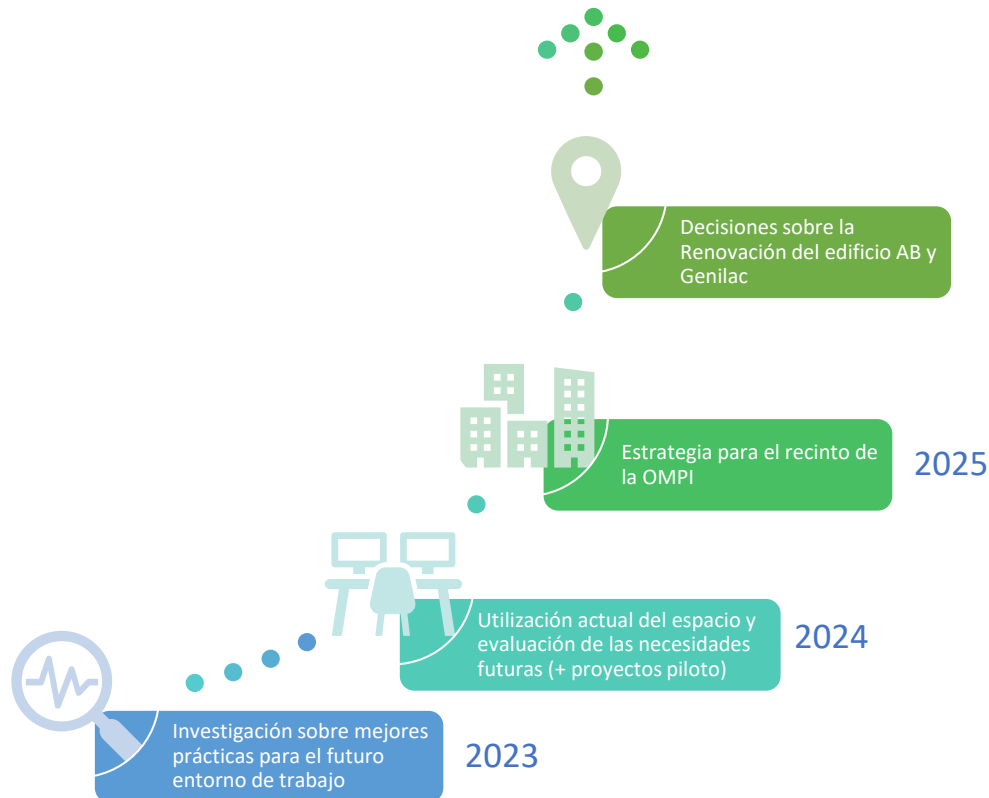 Decisiones sobre la
Renovación del edificio AB y
Genilac
Estrategia para el recinto de
la OMPI
2025
Utilización actual del espacio y
evaluación de las necesidades
futuras (+ proyectos piloto)
2024
Investigación sobre mejores
prácticas para el futuro
entorno de trabajo
2023